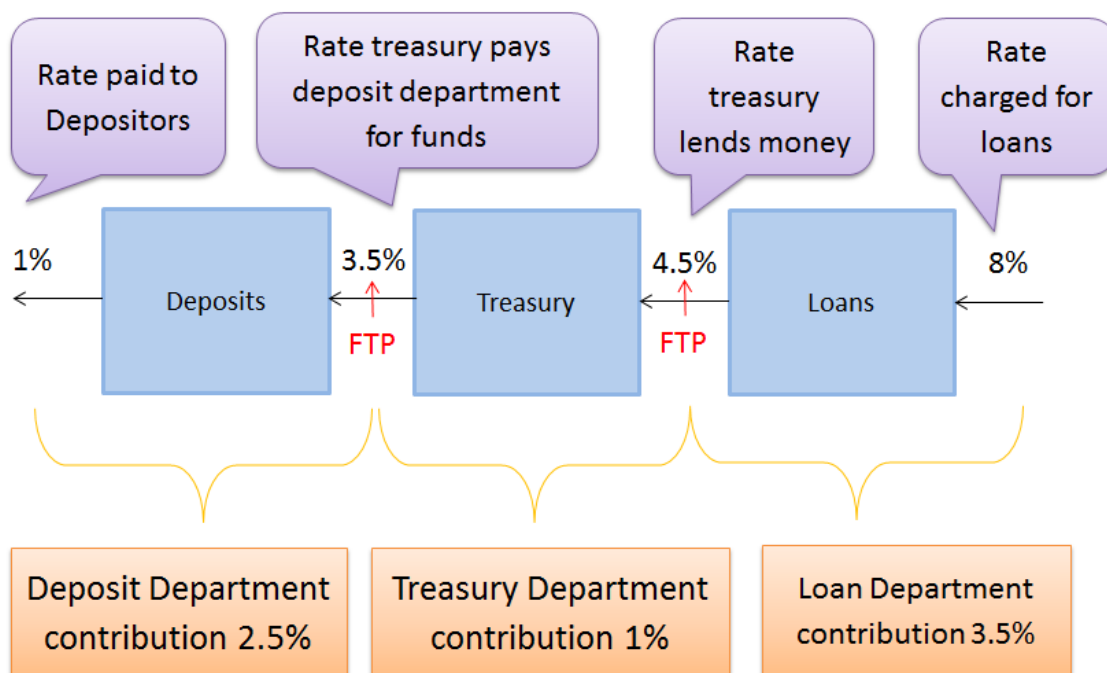 Rate paid to
Depositors
Rate treasury pays
deposit department
for funds
Rate
treasury
lends money
Rate
charged for
loans
1%
3.5%
4.5%
8%
Deposits
Treasury
Loans
FTP
FTP
Deposit Department
contribution 2.5%
Treasury Department
contribution 1%
Loan Department
contribution 3.5%